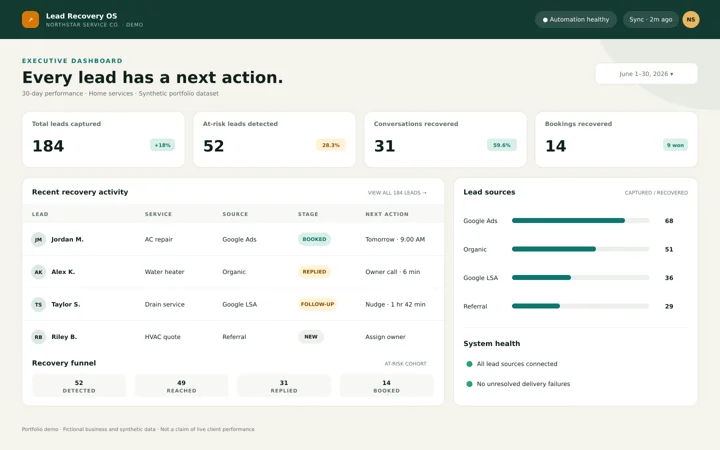 ↗
Lead Recovery OS
NORTHSTAR SERVICE CO. · DEMO
● Automation healthy
Sync · 2m ago
NS
EXECUTIVE DASHBOARD
Every lead has a next action.
30-day performance · Home services · Synthetic portfolio dataset
June 1–30, 2026 ▾
Total leads captured
184
+18%
At-risk leads detected
52
28.3%
Conversations recovered
31
59.6%
Bookings recovered
14
9 won
Recent recovery activity
VIEW ALL 184 LEADS →
LEAD SERVICE SOURCE STAGE NEXT ACTION
JM Jordan M. AC repair Google Ads BOOKED Tomorrow · 9:00 AM
AK Alex K. Water heater Organic REPLIED Owner call · 6 min
TS Taylor S. Drain service Google LSA FOLLOW-UP Nudge · 1 hr 42 min
RB Riley B. HVAC quote Referral NEW Assign owner
Recovery funnel
AT-RISK COHORT
52
DETECTED
49
REACHED
31
REPLIED
14
BOOKED
Lead sources
CAPTURED / RECOVERED
Google Ads 68
Organic 51
Google LSA 36
Referral 29
System health
All lead sources connected
No unresolved delivery failures
Portfolio demo · Fictional business and synthetic data · Not a claim of live client performance